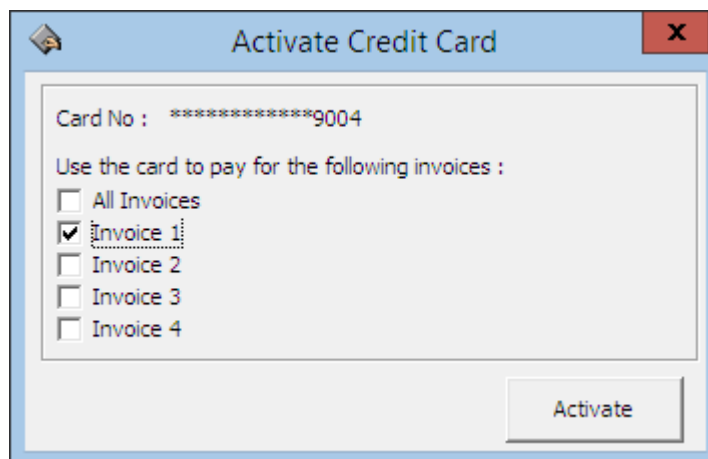 Activate Credit Card
x
Card No : ************9004
Use the card to pay for the following invoices :
All Invoices
Invoice 1
Invoice 2
Invoice 3
Invoice 4
Activate